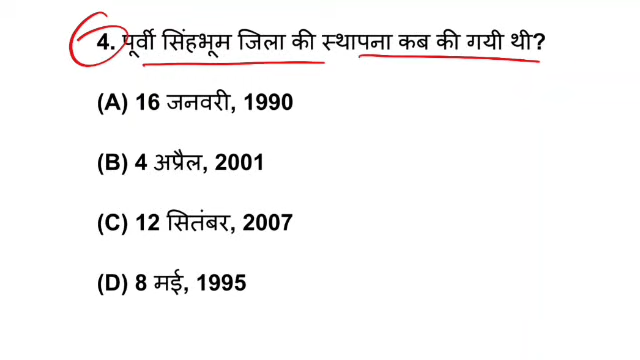 4. पूर्वी सिंहभूम जिला की स्थापना कब की गयी थी?
(A) 16 जनवरी, 1990
(B) 4 अप्रैल, 2001
(C) 12 सितंबर, 2007
(D) 8 मई, 1995